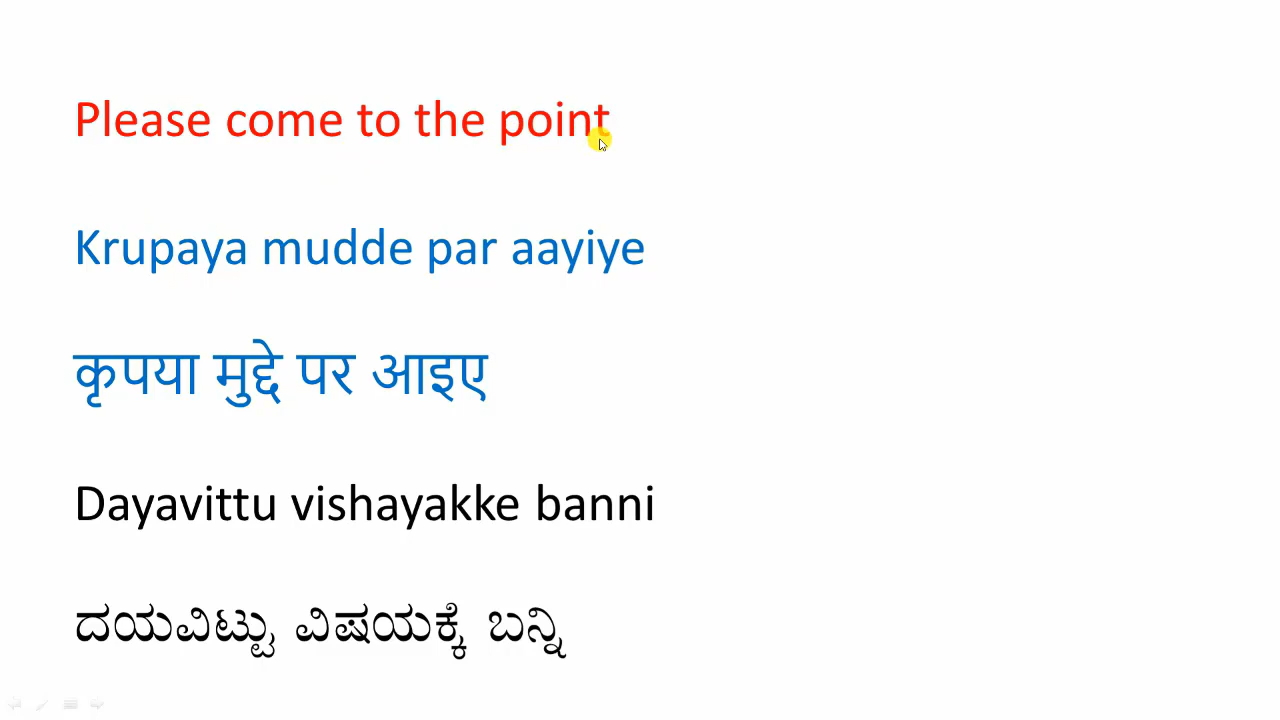 Please come to the point
Krupaya mudde par aayiye
कृपया मुद्दे पर आइए
Dayavittu vishayakke banni
ದಯವಿಟ್ಟು ವಿಷಯಕ್ಕೆ ಬನ್ನಿ